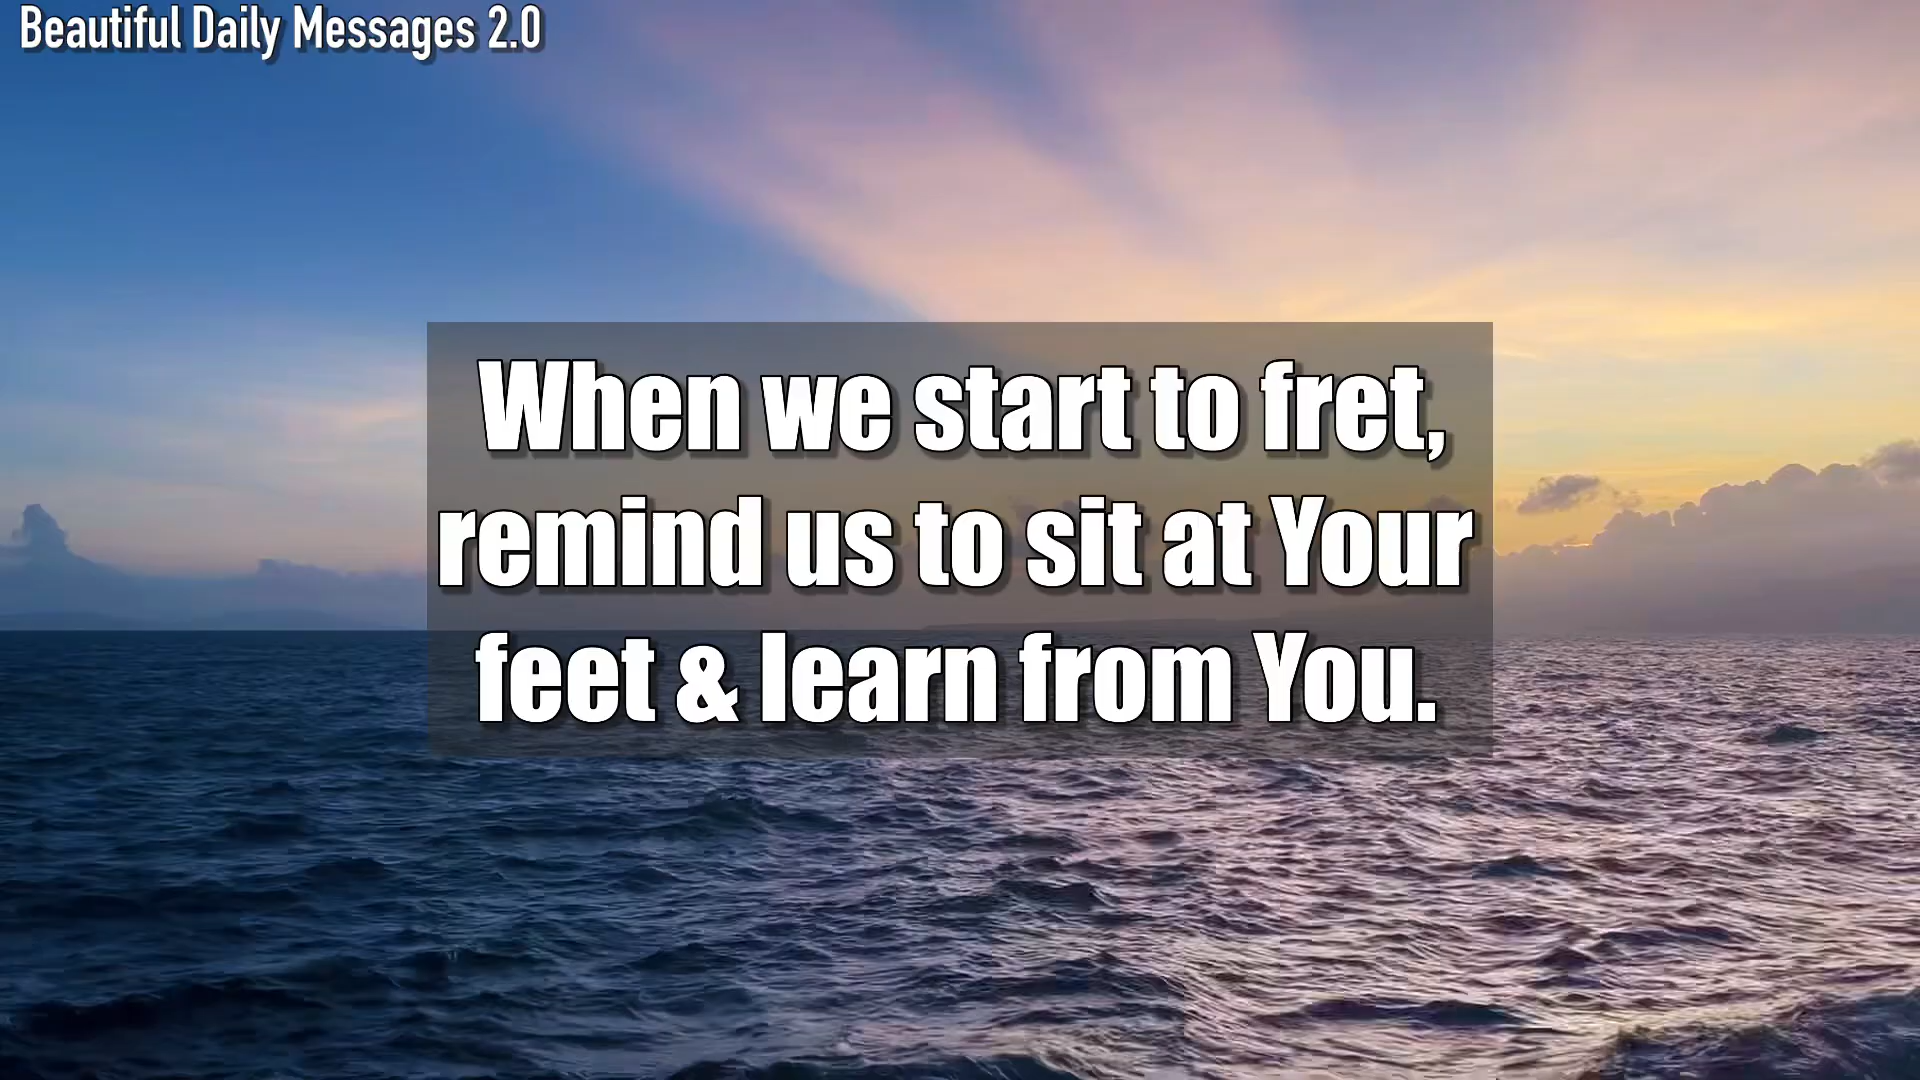 Beautiful Daily Messages 2.0
When we start to fret,
remind us to sit at Your
feet & learn from You.